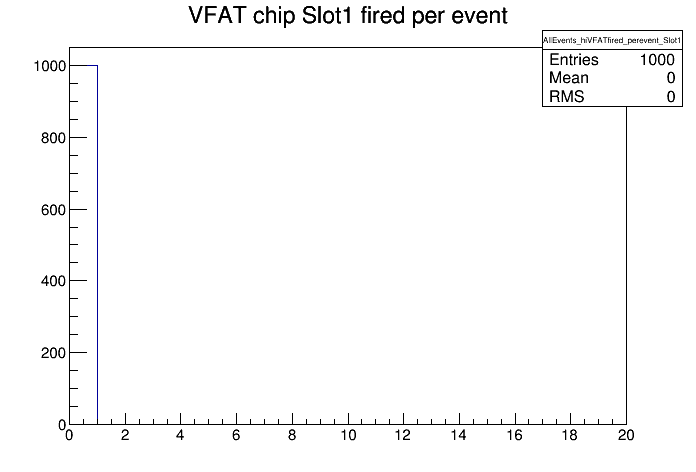 VFAT chip Slot1 fired per event
AllEvents_hiVFATfired_perevent_Slot1
Entries 1000
Mean 0
RMS 0
1000
800
600
400
200
0
0 2 4 6 8 10 12 14 16 18 20